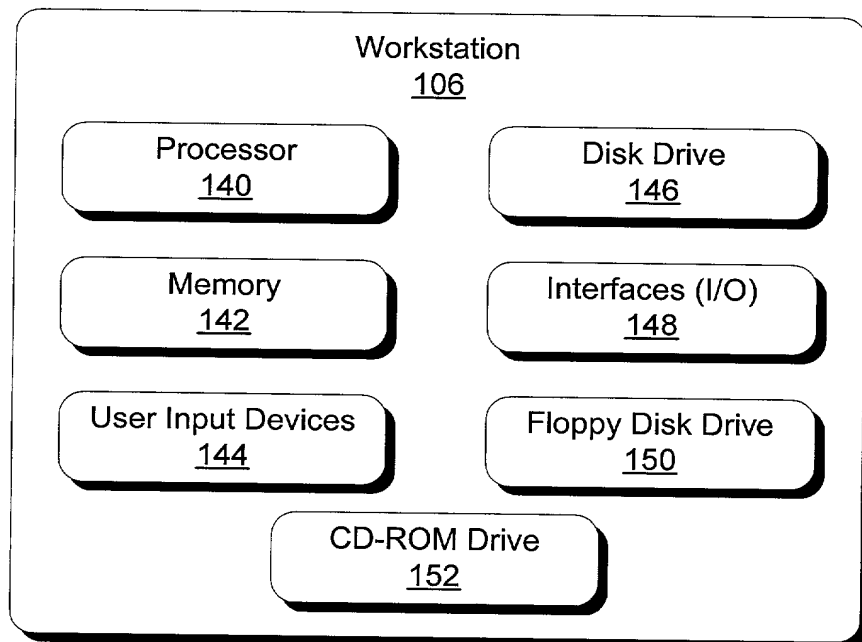 Workstation
106
Processor
140
Disk Drive
146
Memory
142
Interfaces (I/O)
148
User Input Devices
144
Floppy Disk Drive
150
CD-ROM Drive
152